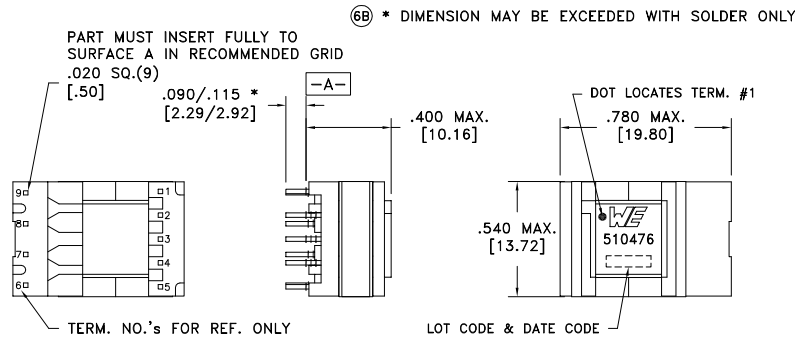 6B * DIMENSION MAY BE EXCEEDED WITH SOLDER ONLY
PART MUST INSERT FULLY TO
SURFACE A IN RECOMMENDED GRID
.020 SQ.(9)
[.50]
.090/.115 *
[2.29/2.92]
-A-
.400 MAX.
[10.16]
DOT LOCATES TERM. #1
.780 MAX.
[19.80]
9
8
7
6
1
2
3
4
5
.540 MAX.
[13.72]
WE
510476
TERM. NO.'s FOR REF. ONLY
LOT CODE & DATE CODE